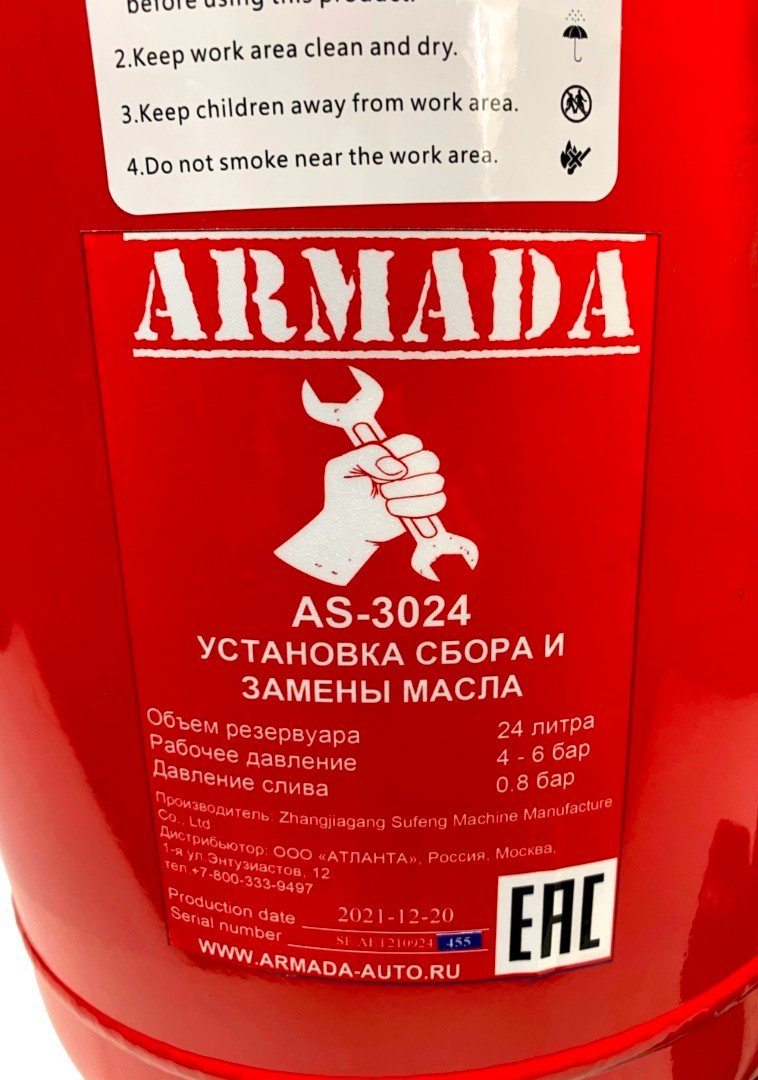 before using this product.
2.Keep work area clean and dry.
3.Keep children away from work area.
4.Do not smoke near the work area.
ARMADA
AS-3024
УСТАНОВКА СБОРА И
ЗАМЕНЫ МАСЛА
Объем резервуара 24 литра
Рабочее давление 4 - 6 бар
Давление слива 0.8 бар
Производитель: Zhangjiagang Sufeng Machine Manufacture
Co., Ltd
Дистрибьютор: ООО «АТЛАНТА», Россия, Москва,
1-я ул.Энтузиастов, 12
тел.+7-800-333-9497
Production date 2021-12-20
Serial number 455
WWW.ARMADA-AUTO.RU
EAC